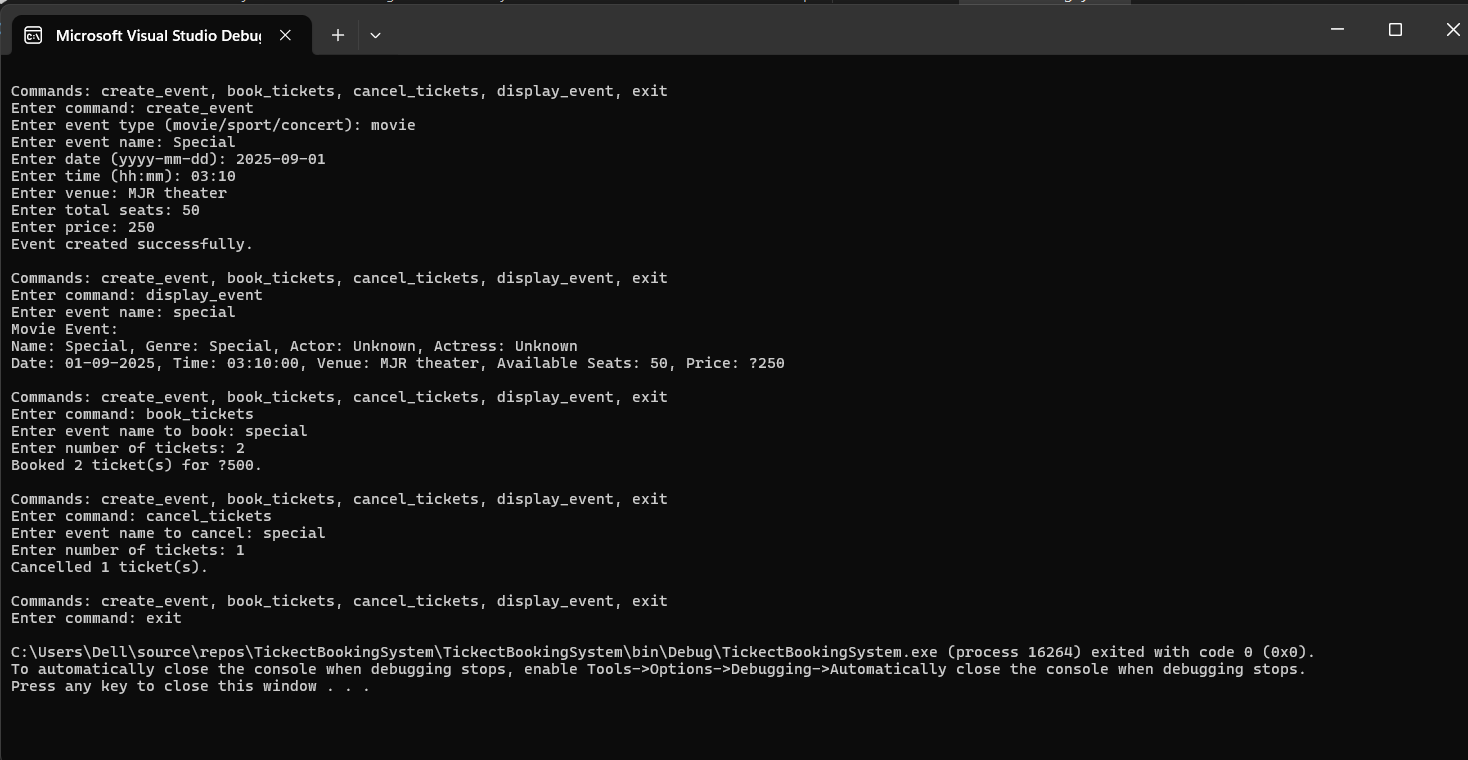 Microsoft Visual Studio Debug
Commands: create_event, book_tickets, cancel_tickets, display_event, exit
Enter command: create_event
Enter event type (movie/sport/concert): movie
Enter event name: Special
Enter date (yyyy-mm-dd): 2025-09-01
Enter time (hh:mm): 03:10
Enter venue: MJR theater
Enter total seats: 50
Enter price: 250
Event created successfully.
Commands: create_event, book_tickets, cancel_tickets, display_event, exit
Enter command: display_event
Enter event name: special
Movie Event:
Name: Special, Genre: Special, Actor: Unknown, Actress: Unknown
Date: 01-09-2025, Time: 03:10:00, Venue: MJR theater, Available Seats: 50, Price: ?250
Commands: create_event, book_tickets, cancel_tickets, display_event, exit
Enter command: book_tickets
Enter event name to book: special
Enter number of tickets: 2
Booked 2 ticket(s) for ?500.
Commands: create_event, book_tickets, cancel_tickets, display_event, exit
Enter command: cancel_tickets
Enter event name to cancel: special
Enter number of tickets: 1
Cancelled 1 ticket(s).
Commands: create_event, book_tickets, cancel_tickets, display_event, exit
Enter command: exit
C:\Users\Dell\source\repos\TickectBookingSystem\TickectBookingSystem\bin\Debug\TickectBookingSystem.exe (process 16264) exited with code 0 (0x0).
To automatically close the console when debugging stops, enable Tools->Options->Debugging->Automatically close the console when debugging stops.
Press any key to close this window . . .